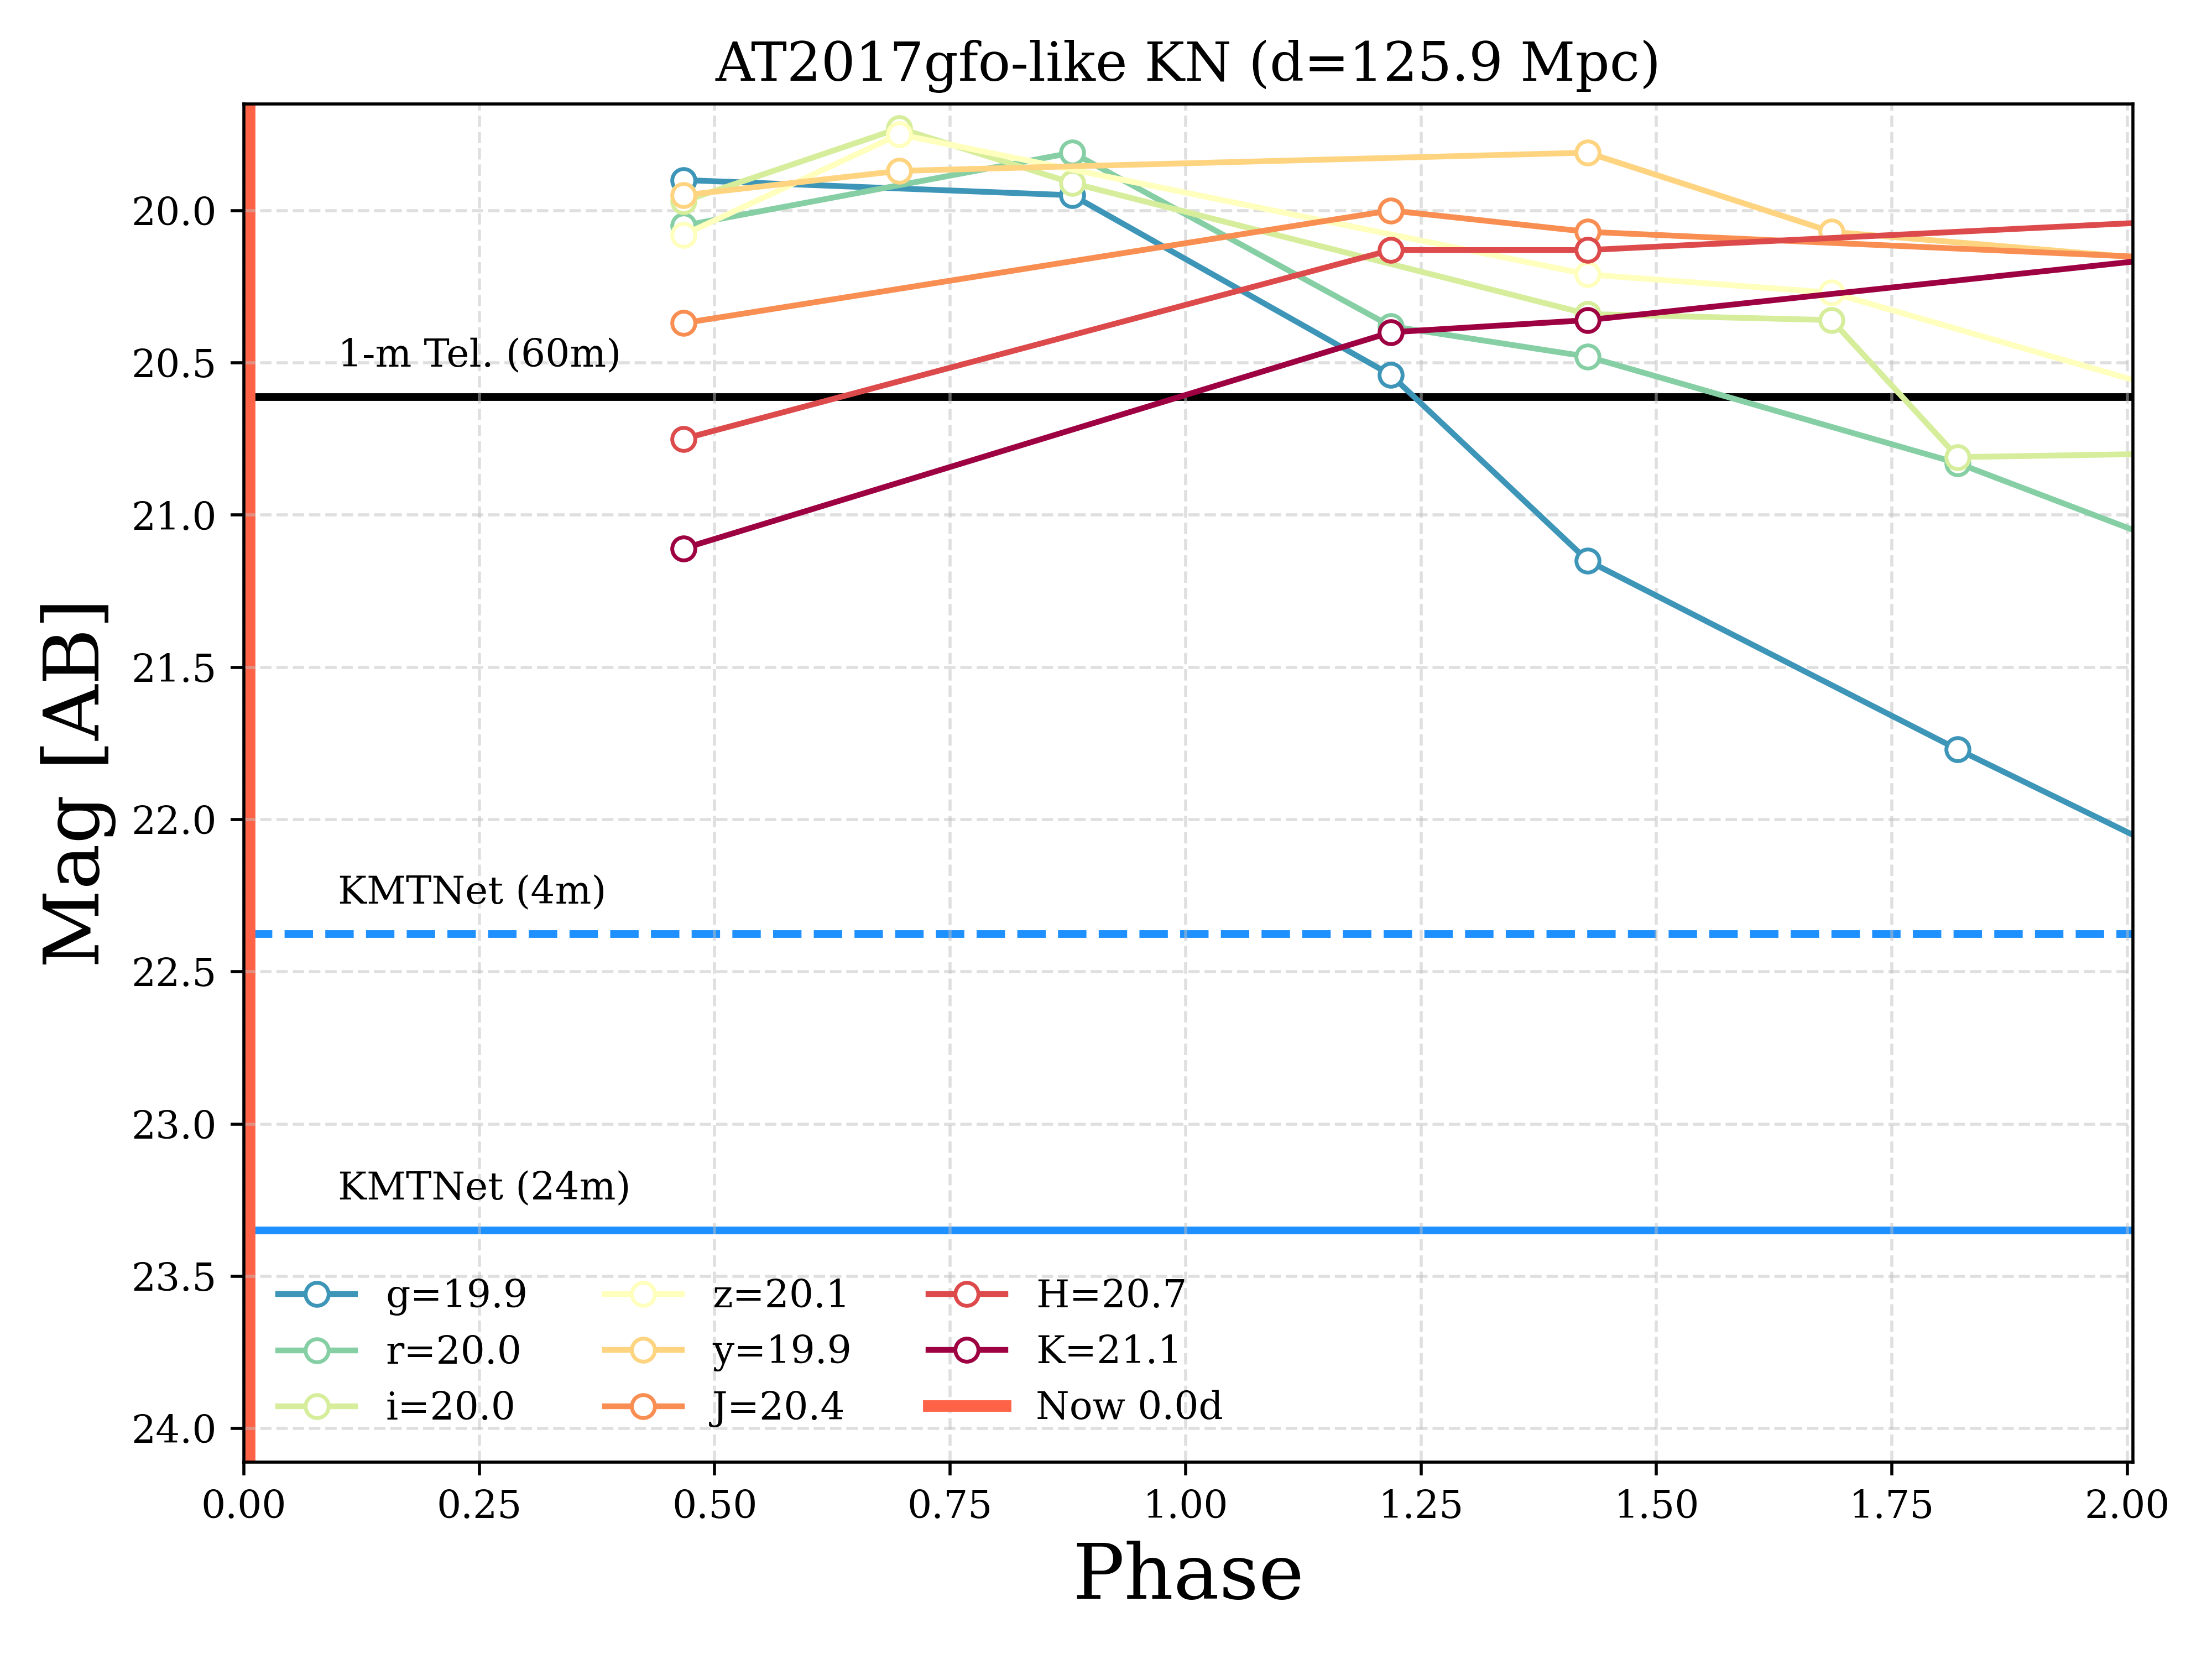 AT2017gfo-like KN (d=125.9 Mpc)
Mag [AB]
20.0
20.5
21.0
21.5
22.0
22.5
23.0
23.5
24.0
1-m Tel. (60m)
KMTNet (4m)
KMTNet (24m)
g=19.9
r=20.0
i=20.0
z=20.1
y=19.9
J=20.4
H=20.7
K=21.1
Now 0.0d
0.00 0.25 0.50 0.75 1.00 1.25 1.50 1.75 2.00
Phase